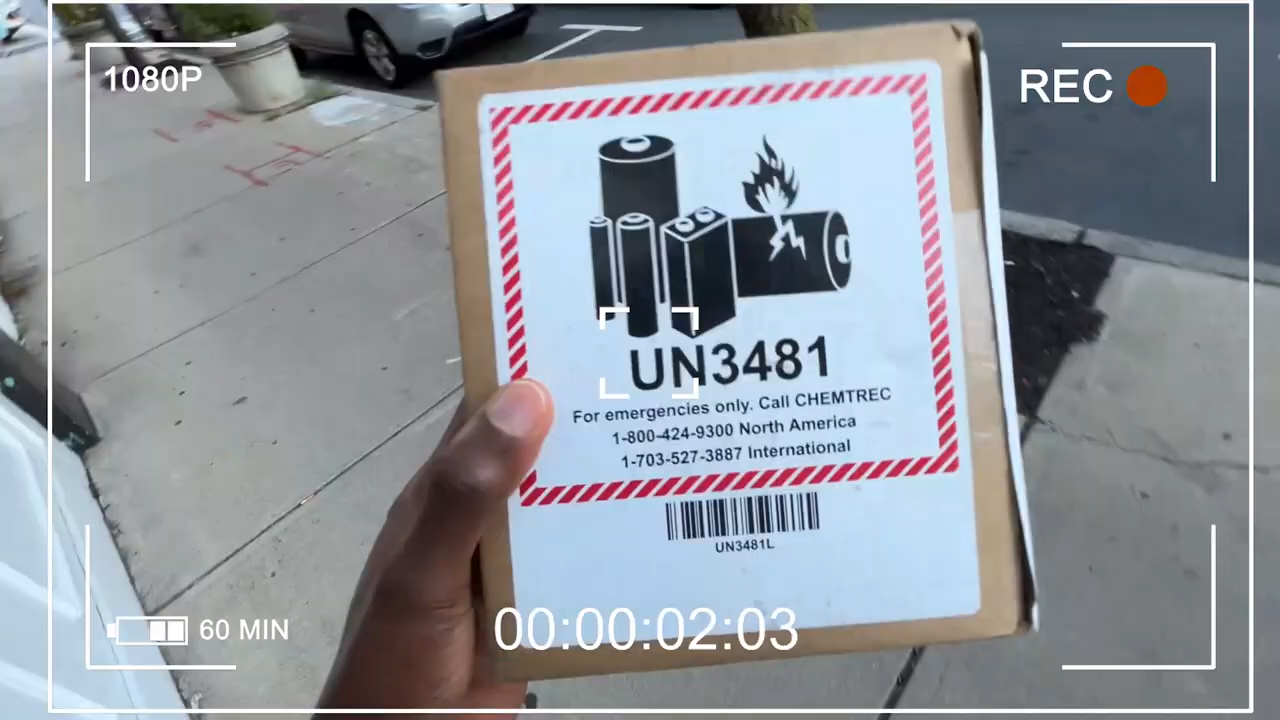 1080P
REC
UN3481
For emergencies only. Call CHEMTREC
1-800-424-9300 North America
1-703-527-3887 International
UN3481L
60 MIN
00:00:02:03